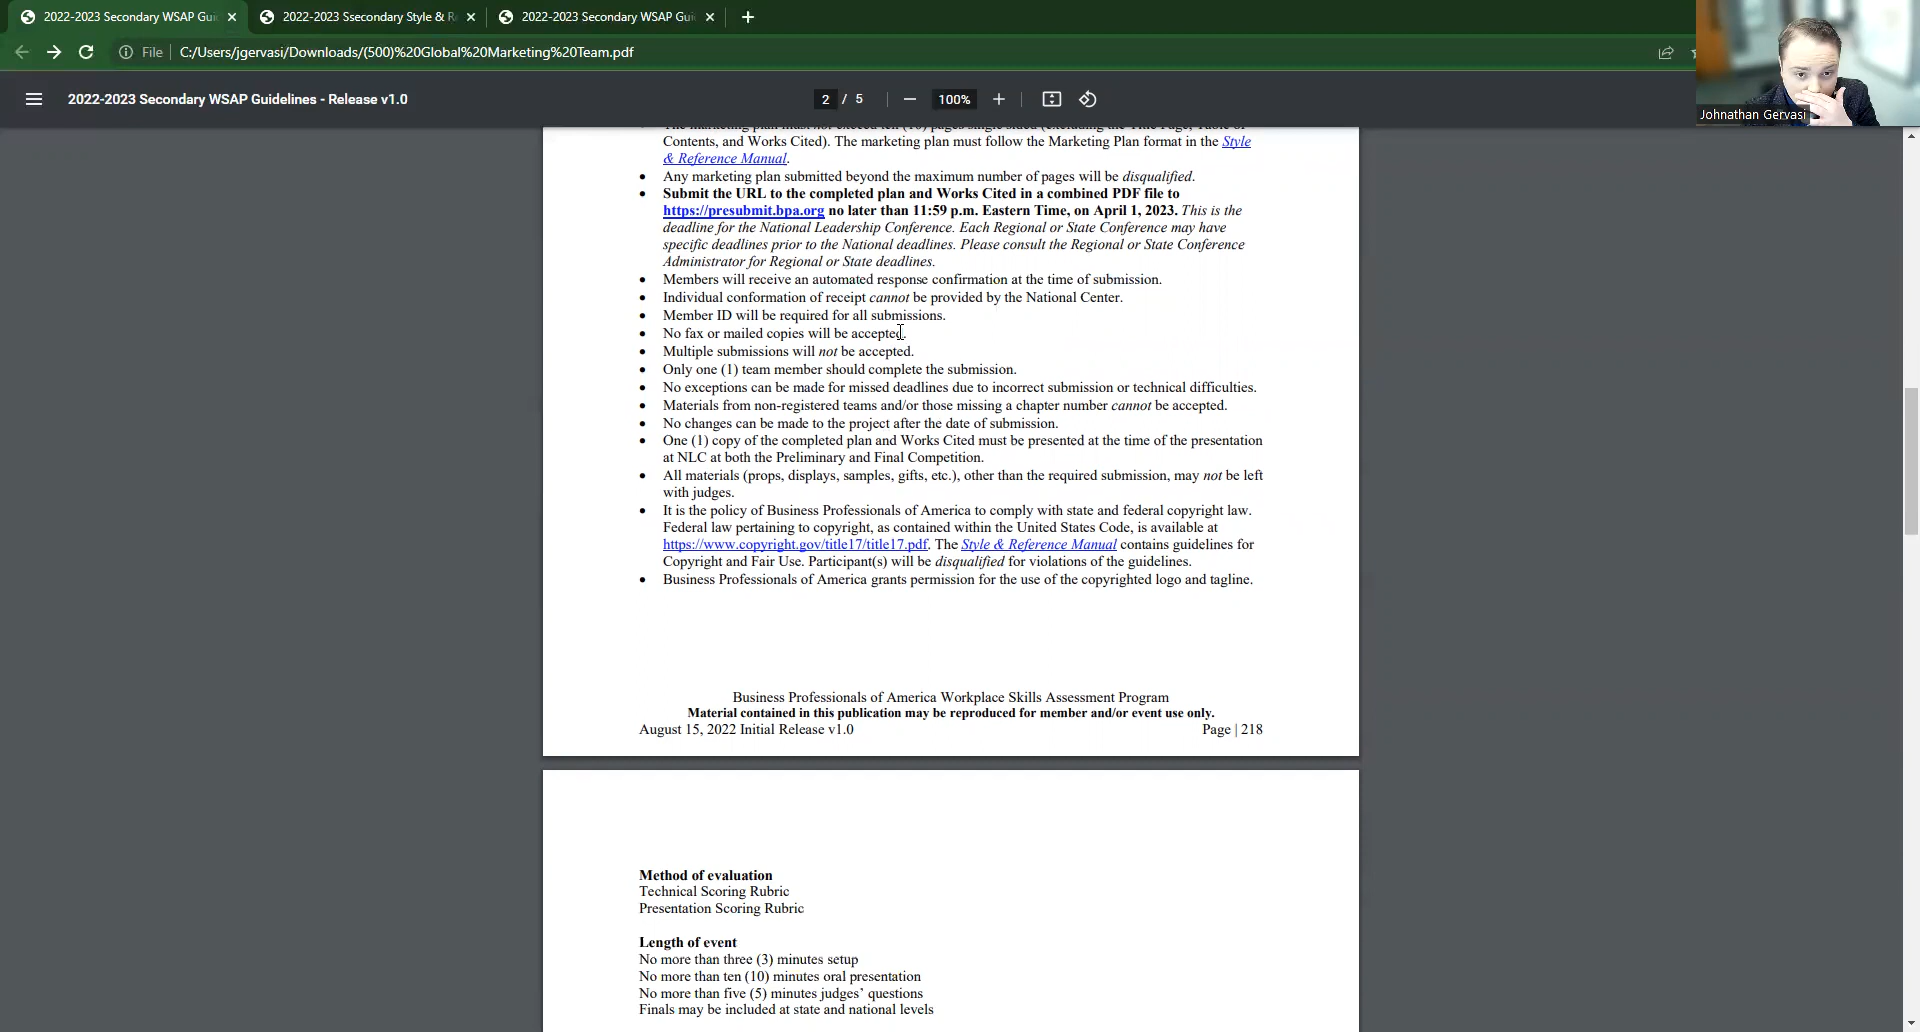 2022-2023 Secondary WSAP Gui
2022-2023 Ssecondary Style & R
2022-2023 Secondary WSAP Gui
File
C:/Users/jgervasi/Downloads/(500)%20Global%20Marketing%20Team.pdf
2022-2023 Secondary WSAP Guidelines - Release v1.0
2 / 5
100%
Johnathan Gervasi
The marketing plan must not exceed ten (10) pages single sided (excluding the Title Page, Table of
Contents, and Works Cited). The marketing plan must follow the Marketing Plan format in the Style
& Reference Manual.
• Any marketing plan submitted beyond the maximum number of pages will be disqualified.
• Submit the URL to the completed plan and Works Cited in a combined PDF file to
https://presubmit.bpa.org no later than 11:59 p.m. Eastern Time, on April 1, 2023. This is the
deadline for the National Leadership Conference. Each Regional or State Conference may have
specific deadlines prior to the National deadlines. Please consult the Regional or State Conference
Administrator for Regional or State deadlines.
• Members will receive an automated response confirmation at the time of submission.
• Individual conformation of receipt cannot be provided by the National Center.
• Member ID will be required for all submissions.
• No fax or mailed copies will be accepted.
• Multiple submissions will not be accepted.
• Only one (1) team member should complete the submission.
• No exceptions can be made for missed deadlines due to incorrect submission or technical difficulties.
• Materials from non-registered teams and/or those missing a chapter number cannot be accepted.
• No changes can be made to the project after the date of submission.
• One (1) copy of the completed plan and Works Cited must be presented at the time of the presentation
at NLC at both the Preliminary and Final Competition.
• All materials (props, displays, samples, gifts, etc.), other than the required submission, may not be left
with judges.
• It is the policy of Business Professionals of America to comply with state and federal copyright law.
Federal law pertaining to copyright, as contained within the United States Code, is available at
https://www.copyright.gov/title17/title17.pdf. The Style & Reference Manual contains guidelines for
Copyright and Fair Use. Participant(s) will be disqualified for violations of the guidelines.
• Business Professionals of America grants permission for the use of the copyrighted logo and tagline.
Business Professionals of America Workplace Skills Assessment Program
Material contained in this publication may be reproduced for member and/or event use only.
August 15, 2022 Initial Release v1.0
Page | 218
Method of evaluation
Technical Scoring Rubric
Presentation Scoring Rubric
Length of event
No more than three (3) minutes setup
No more than ten (10) minutes oral presentation
No more than five (5) minutes judges' questions
Finals may be included at state and national levels